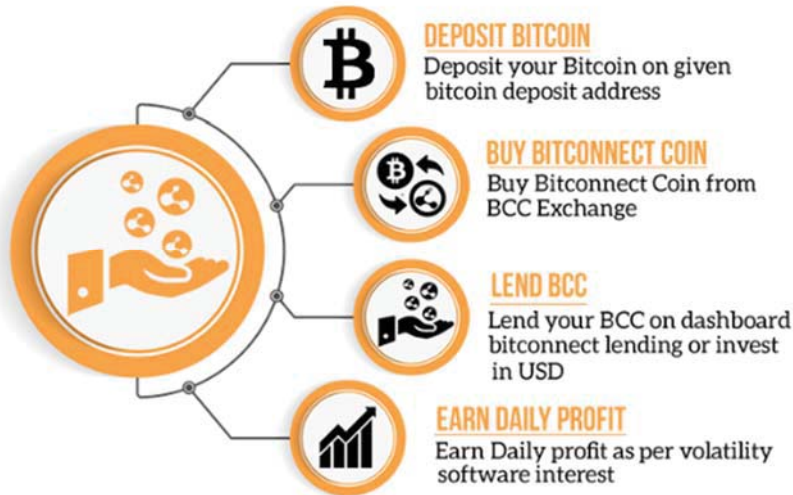 DEPOSIT BITCOIN
Deposit your Bitcoin on given
bitcoin deposit address
BUY BITCONNECT COIN
Buy Bitconnect Coin from
BCC Exchange
LEND BCC
Lend your BCC on dashboard
bitconnect lending or invest
in USD
EARN DAILY PROFIT
Earn Daily profit as per volatility
software interest